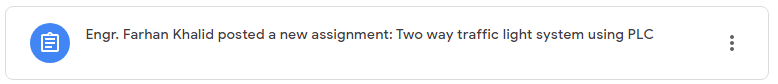 Engr. Farhan Khalid posted a new assignment: Two way traffic light system using PLC